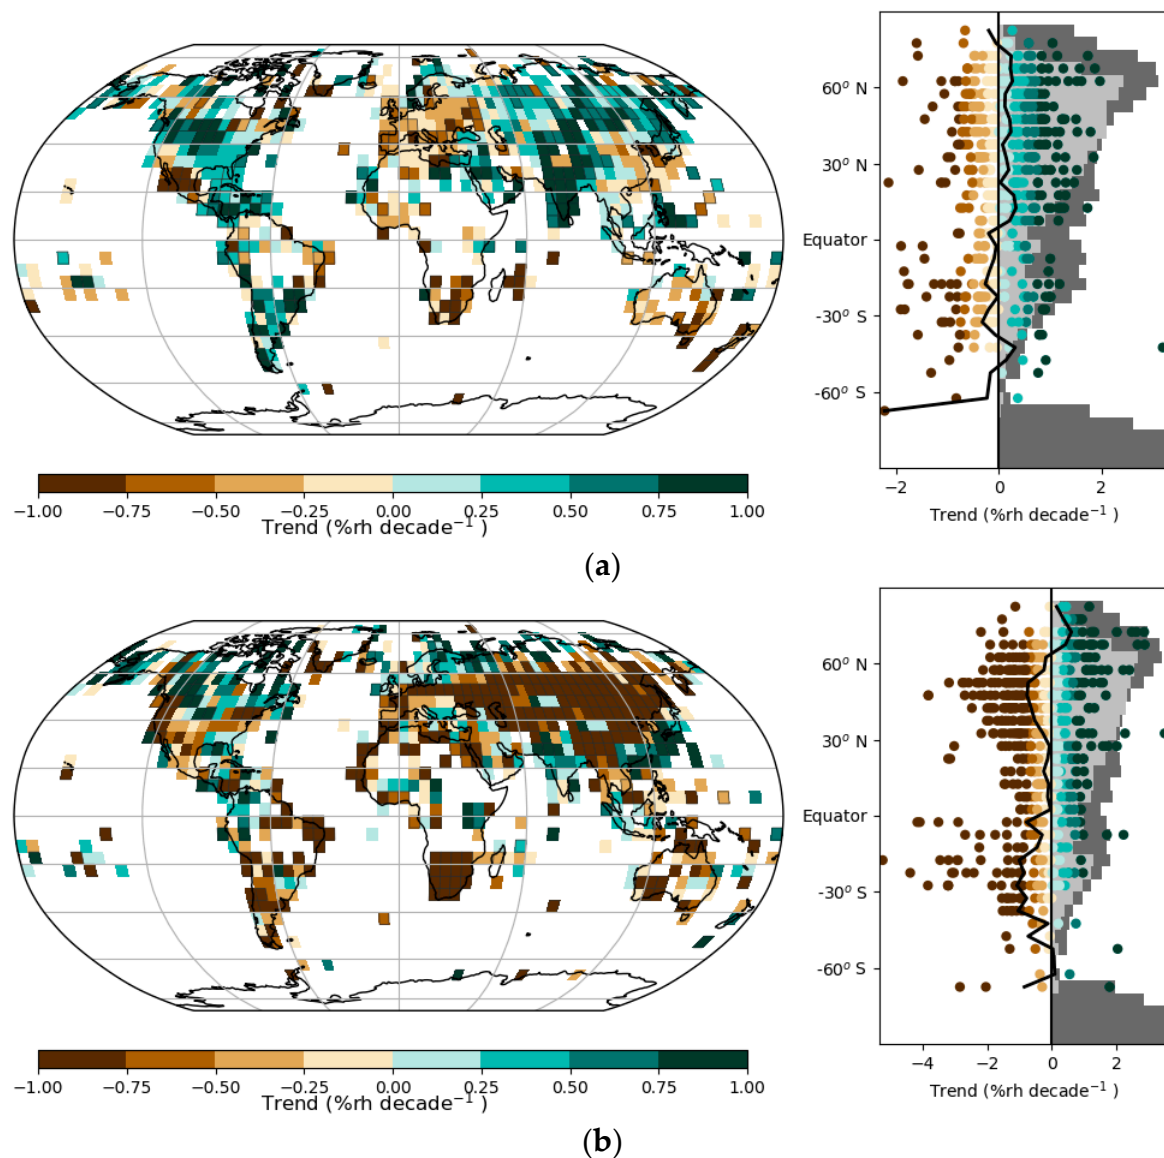 60° N
30° N
Equator
-30° S
-60° S
−2 0 2
Trend (%rh decade⁻¹ )
−1.00 −0.75 −0.50 −0.25 0.00 0.25 0.50 0.75 1.00
Trend (%rh decade⁻¹ )
(a)
60° N
30° N
Equator
-30° S
-60° S
−4 −2 0 2
Trend (%rh decade⁻¹ )
−1.00 −0.75 −0.50 −0.25 0.00 0.25 0.50 0.75 1.00
Trend (%rh decade⁻¹ )
(b)